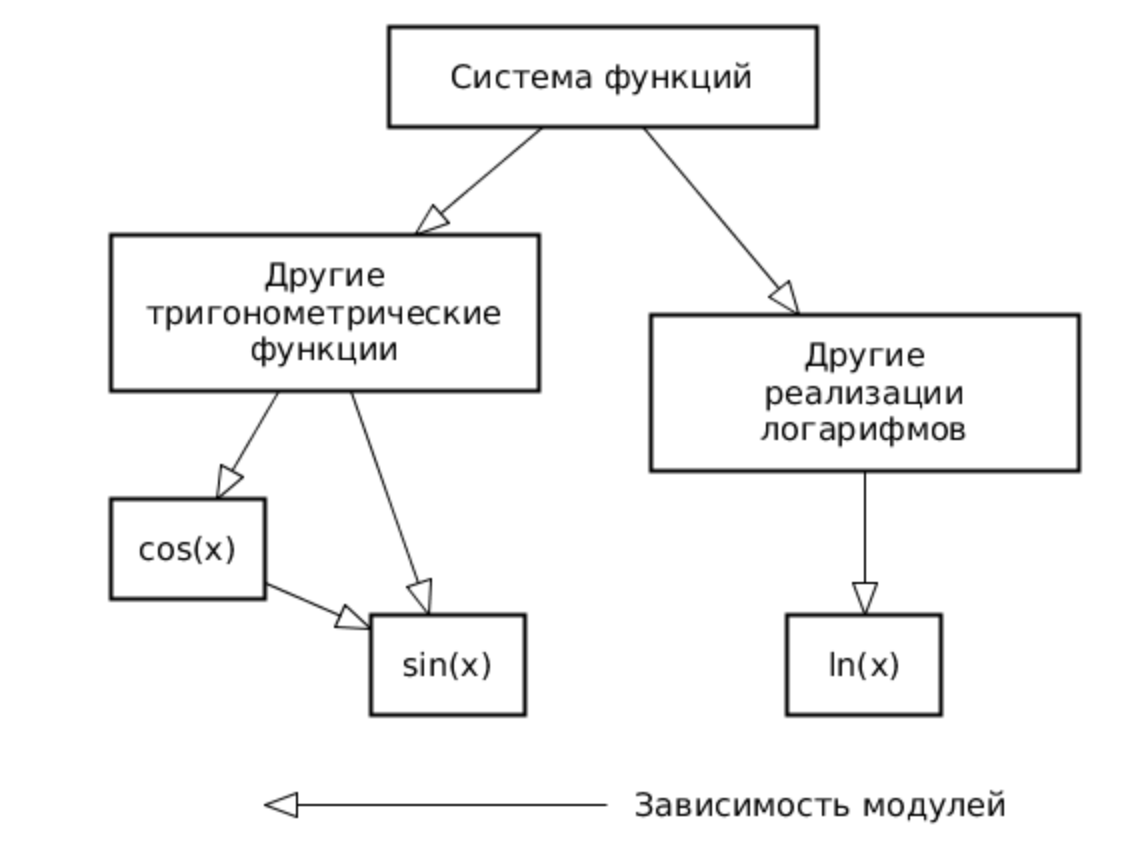 Система функций
Другие
тригонометрические
функции
Другие
реализации
логарифмов
cos(x)
sin(x)
ln(x)
Зависимость модулей